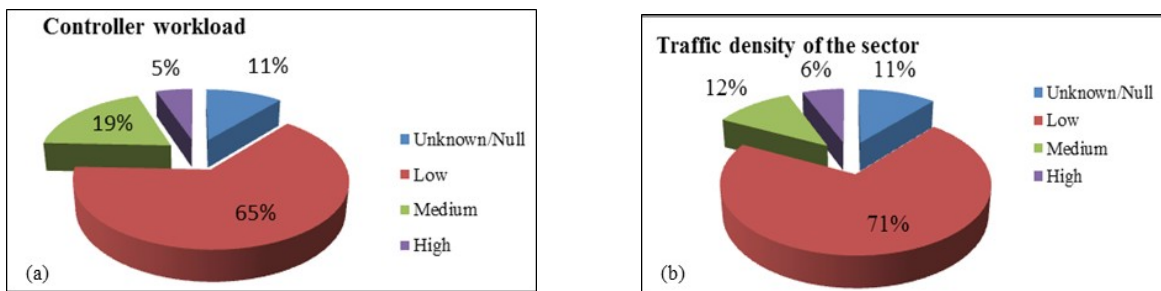 Controller workload
5%
11%
19%
65%
Unknown/Null
Low
Medium
High
(a)
Traffic density of the sector
6%
11%
12%
71%
Unknown/Null
Low
Medium
High
(b)